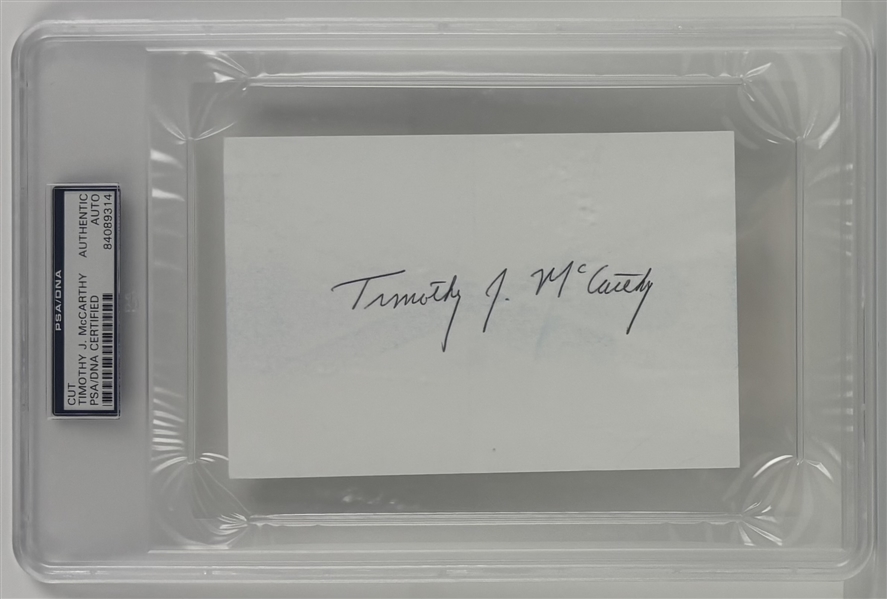 PSA/DNA
CUT
TIMOTHY J. McCARTHY AUTHENTIC
PSA/DNA CERTIFIED AUTO
84089314
Timothy J. McCarthy